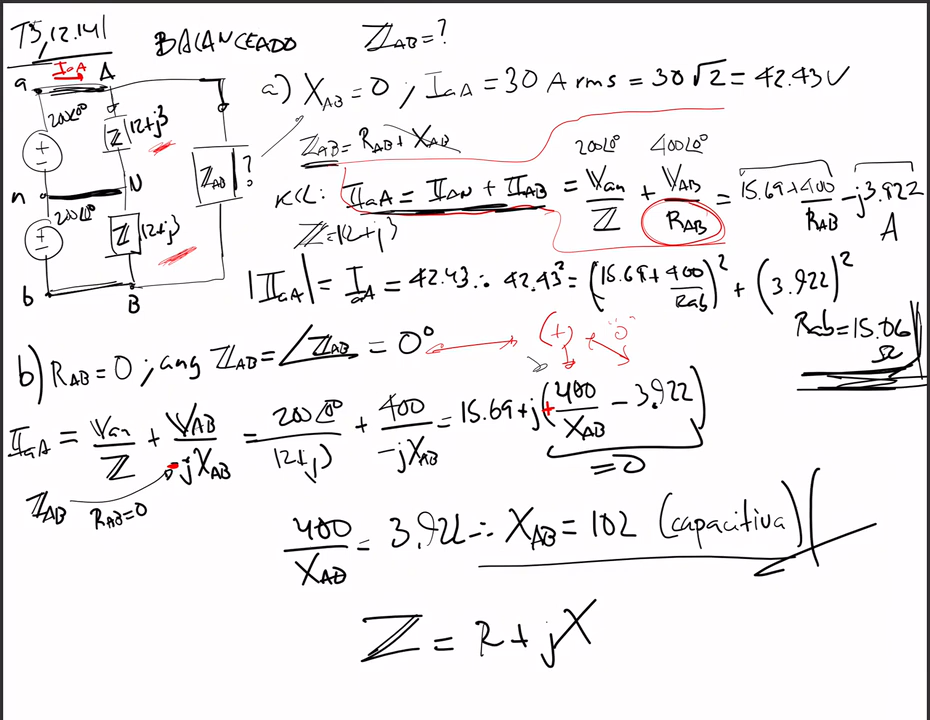 T3, 12.141
BALANCEADO
Z_AB = ?
a
I_aA
A
200∠0°
Z
12+j3
n
N
Z_AB
?
200∠0°
Z
12+j3
b
B
a) X_AB = 0 ; I_aA = 30 A rms = 30√2 = 42.43 V
Z_AB = R_AB + X_AB
KCL: I_aA = I_AN + I_AB = V_an/Z + V_AB/R_AB = 15.69 + 400/R_AB - j3.922 A
200∠0°
400∠0°
Z = 12+j3
|I_aA| = I_aA = 42.43 ∴ 42.43² = (15.69 + 400/Rab)² + (3.922)²
Rab = 15.06 Ω
b) R_AB = 0 ; ang Z_AB = ∠Z_AB = 0°
(+)
"0"
I_aA = V_an/Z + V_AB/-jX_AB = 200∠0°/12+j) + 400/-jX_AB = 15.69 + j(+400/X_AB - 3.922)
= 0
Z_AB
R_AB = 0
400/X_AB = 3.922 ∴ X_AB = 102 (capacitiva)
Z = R + jX